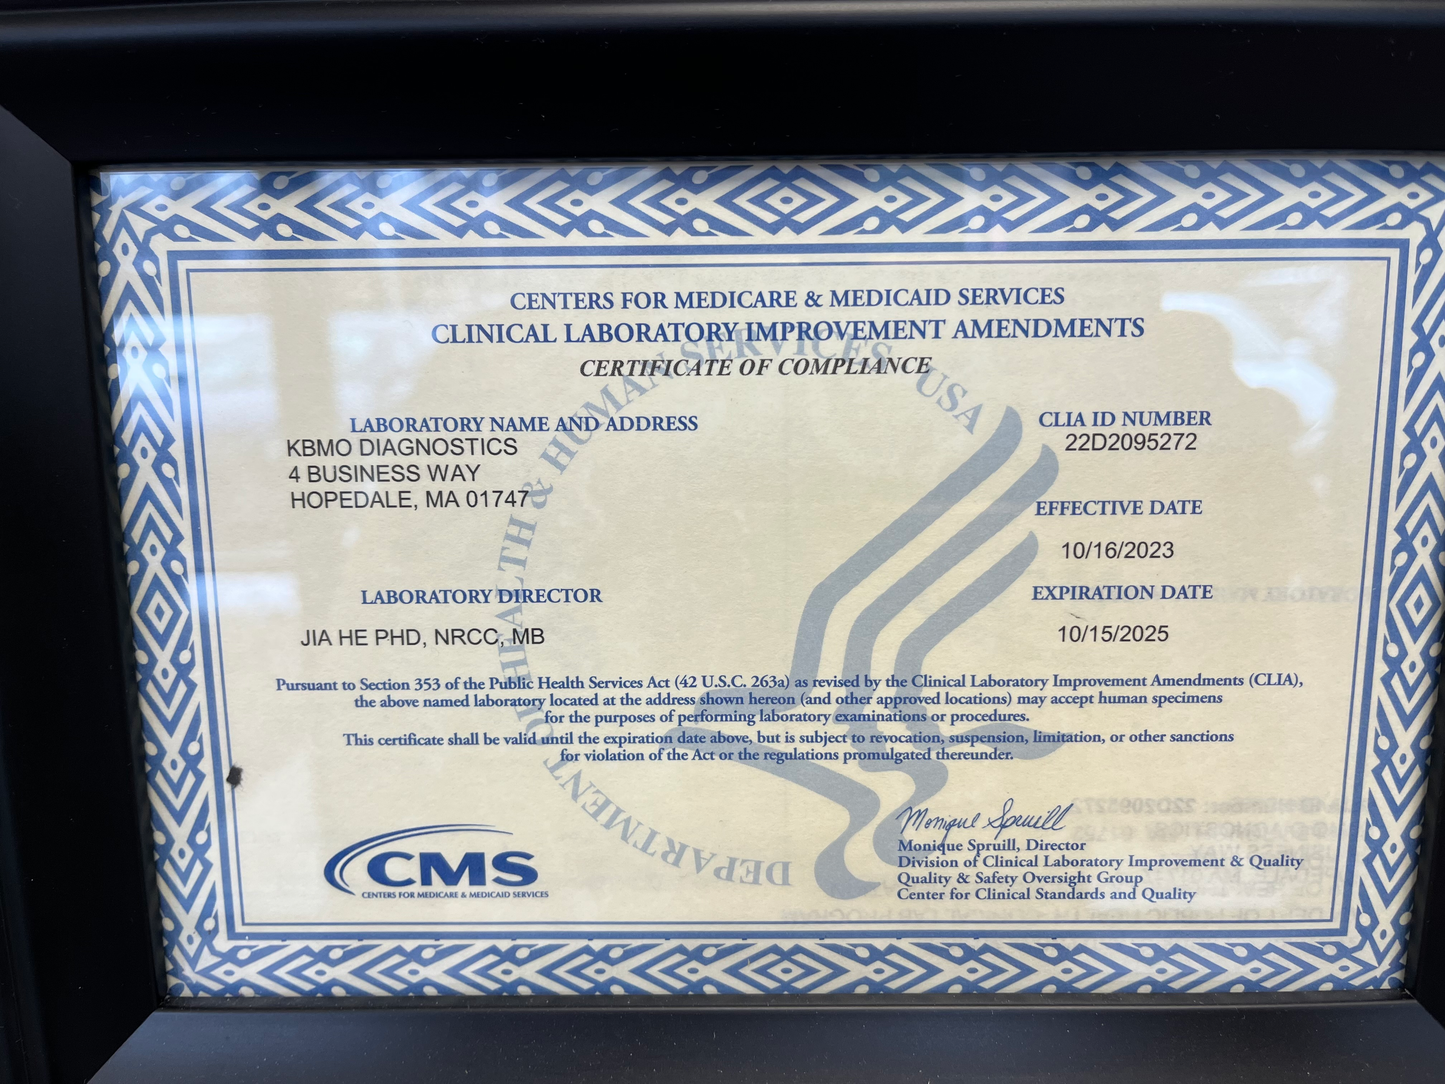 CENTERS FOR MEDICARE & MEDICAID SERVICES
CLINICAL LABORATORY IMPROVEMENT AMENDMENTS
CERTIFICATE OF COMPLIANCE
DEPARTMENT OF HEALTH & HUMAN SERVICES USA
LABORATORY NAME AND ADDRESS
KBMO DIAGNOSTICS
4 BUSINESS WAY
HOPEDALE, MA 01747
CLIA ID NUMBER
22D2095272
EFFECTIVE DATE
10/16/2023
LABORATORY DIRECTOR
JIA HE PHD, NRCC, MB
EXPIRATION DATE
10/15/2025
Pursuant to Section 353 of the Public Health Services Act (42 U.S.C. 263a) as revised by the Clinical Laboratory Improvement Amendments (CLIA),
the above named laboratory located at the address shown hereon (and other approved locations) may accept human specimens
for the purposes of performing laboratory examinations or procedures.
This certificate shall be valid until the expiration date above, but is subject to revocation, suspension, limitation, or other sanctions
for violation of the Act or the regulations promulgated thereunder.
CMS
CENTERS FOR MEDICARE & MEDICAID SERVICES
Monique Spruill
Monique Spruill, Director
Division of Clinical Laboratory Improvement & Quality
Quality & Safety Oversight Group
Center for Clinical Standards and Quality